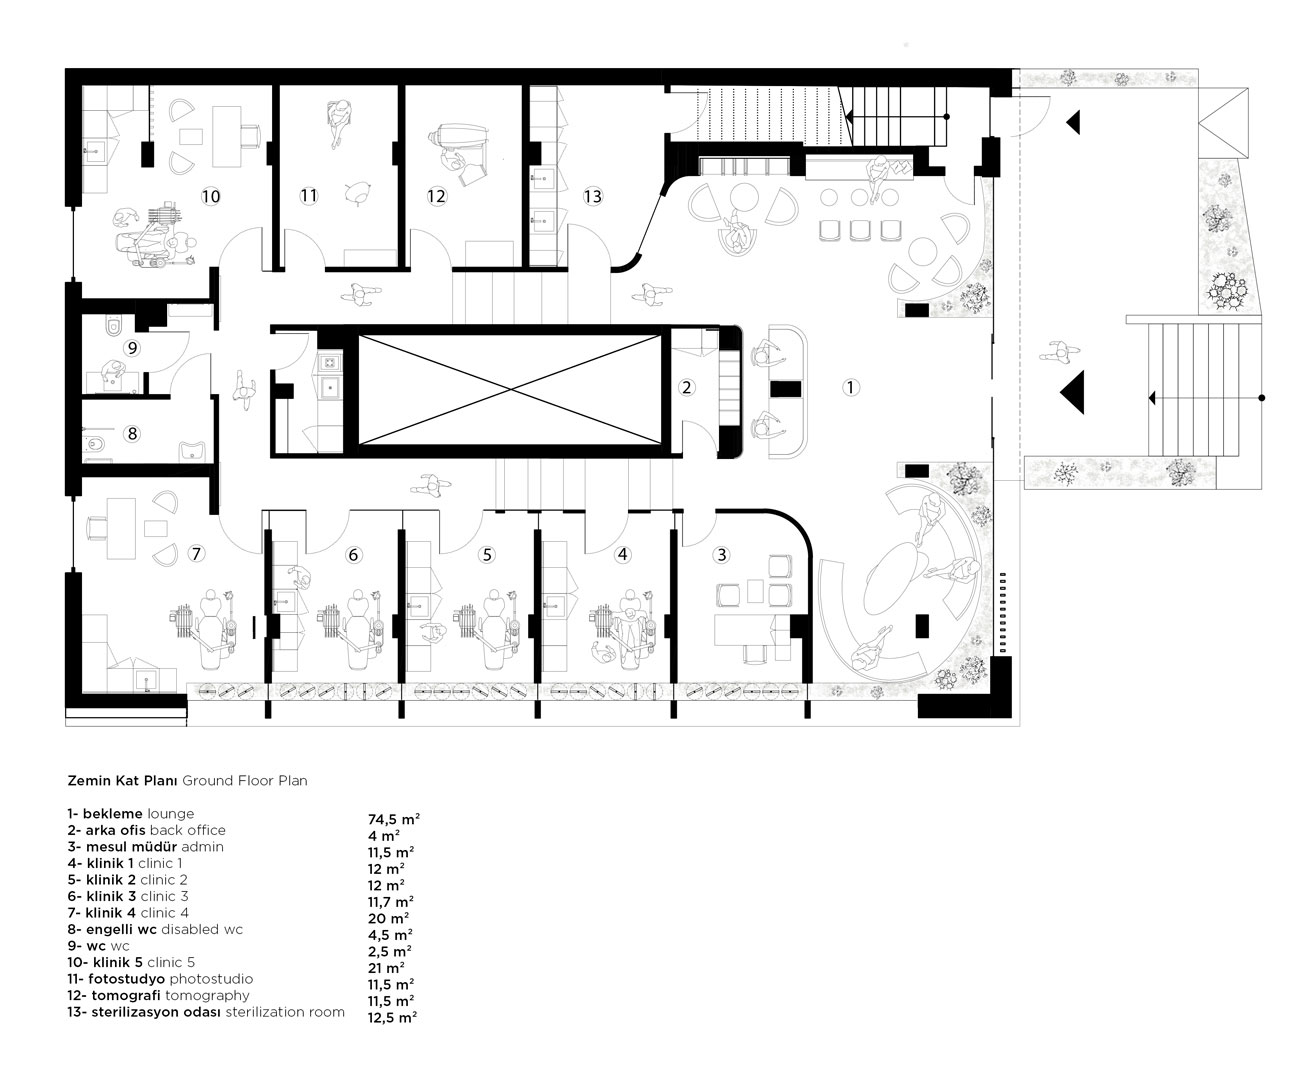 10
11
12
13
9
2
1
8
7
6
5
4
3
Zemin Kat Planı Ground Floor Plan
1- bekleme lounge 74,5 m²
2- arka ofis back office 4 m²
3- mesul müdür admin 11,5 m²
4- klinik 1 clinic 1 12 m²
5- klinik 2 clinic 2 12 m²
6- klinik 3 clinic 3 11,7 m²
7- klinik 4 clinic 4 20 m²
8- engelli wc disabled wc 4,5 m²
9- wc wc 2,5 m²
10- klinik 5 clinic 5 21 m²
11- fotostudyo photostudio 11,5 m²
12- tomografi tomography 11,5 m²
13- sterilizasyon odası sterilization room 12,5 m²